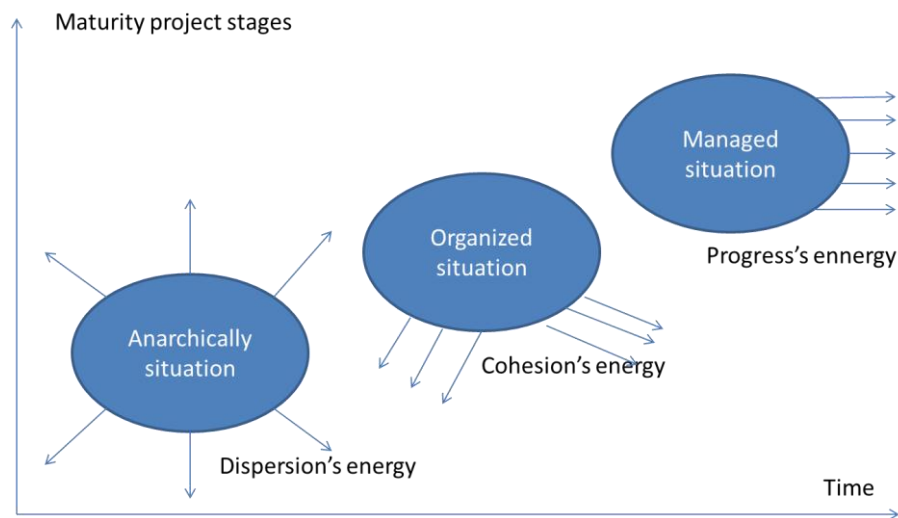 Maturity project stages
Managed
situation
Organized
situation
Progress's ennergy
Anarchically
situation
Cohesion's energy
Dispersion's energy
Time